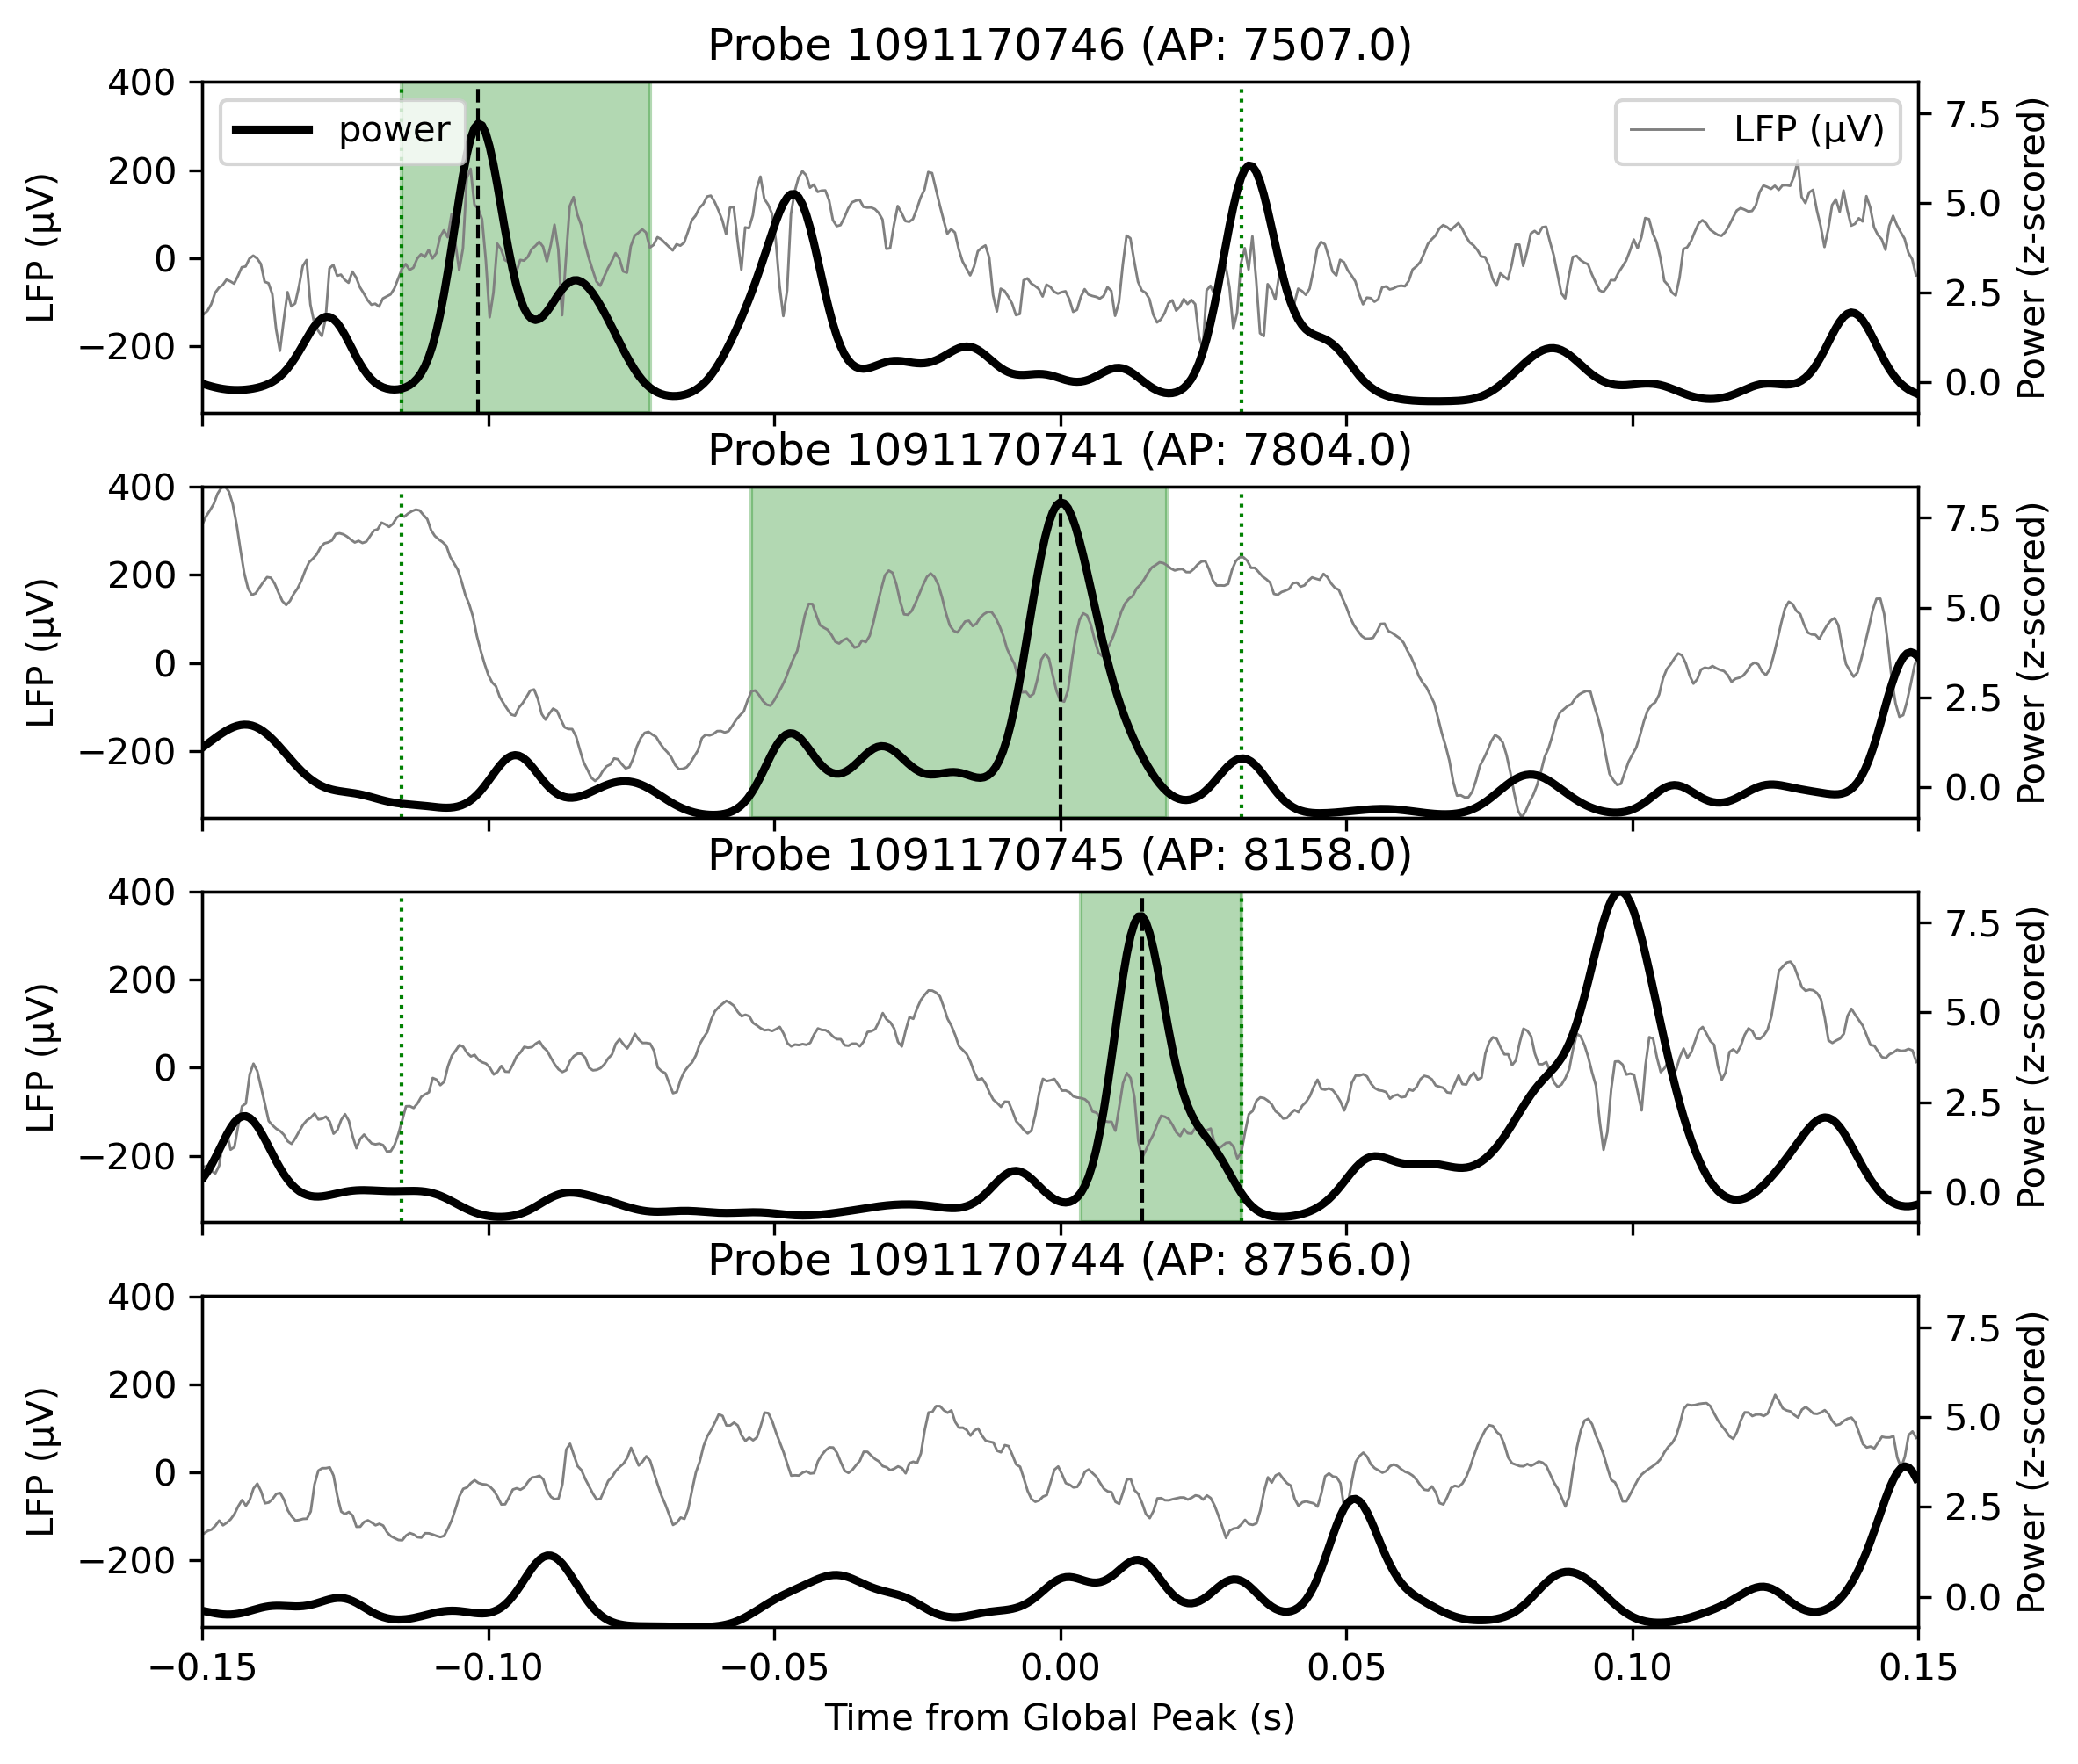 Probe 1091170746 (AP: 7507.0)
400
200
0
−200
LFP (µV)
power
LFP (µV)
7.5
5.0
2.5
0.0
Power (z-scored)
Probe 1091170741 (AP: 7804.0)
400
200
0
−200
LFP (µV)
7.5
5.0
2.5
0.0
Power (z-scored)
Probe 1091170745 (AP: 8158.0)
400
200
0
−200
LFP (µV)
7.5
5.0
2.5
0.0
Power (z-scored)
Probe 1091170744 (AP: 8756.0)
400
200
0
−200
LFP (µV)
7.5
5.0
2.5
0.0
Power (z-scored)
−0.15 −0.10 −0.05 0.00 0.05 0.10 0.15
Time from Global Peak (s)